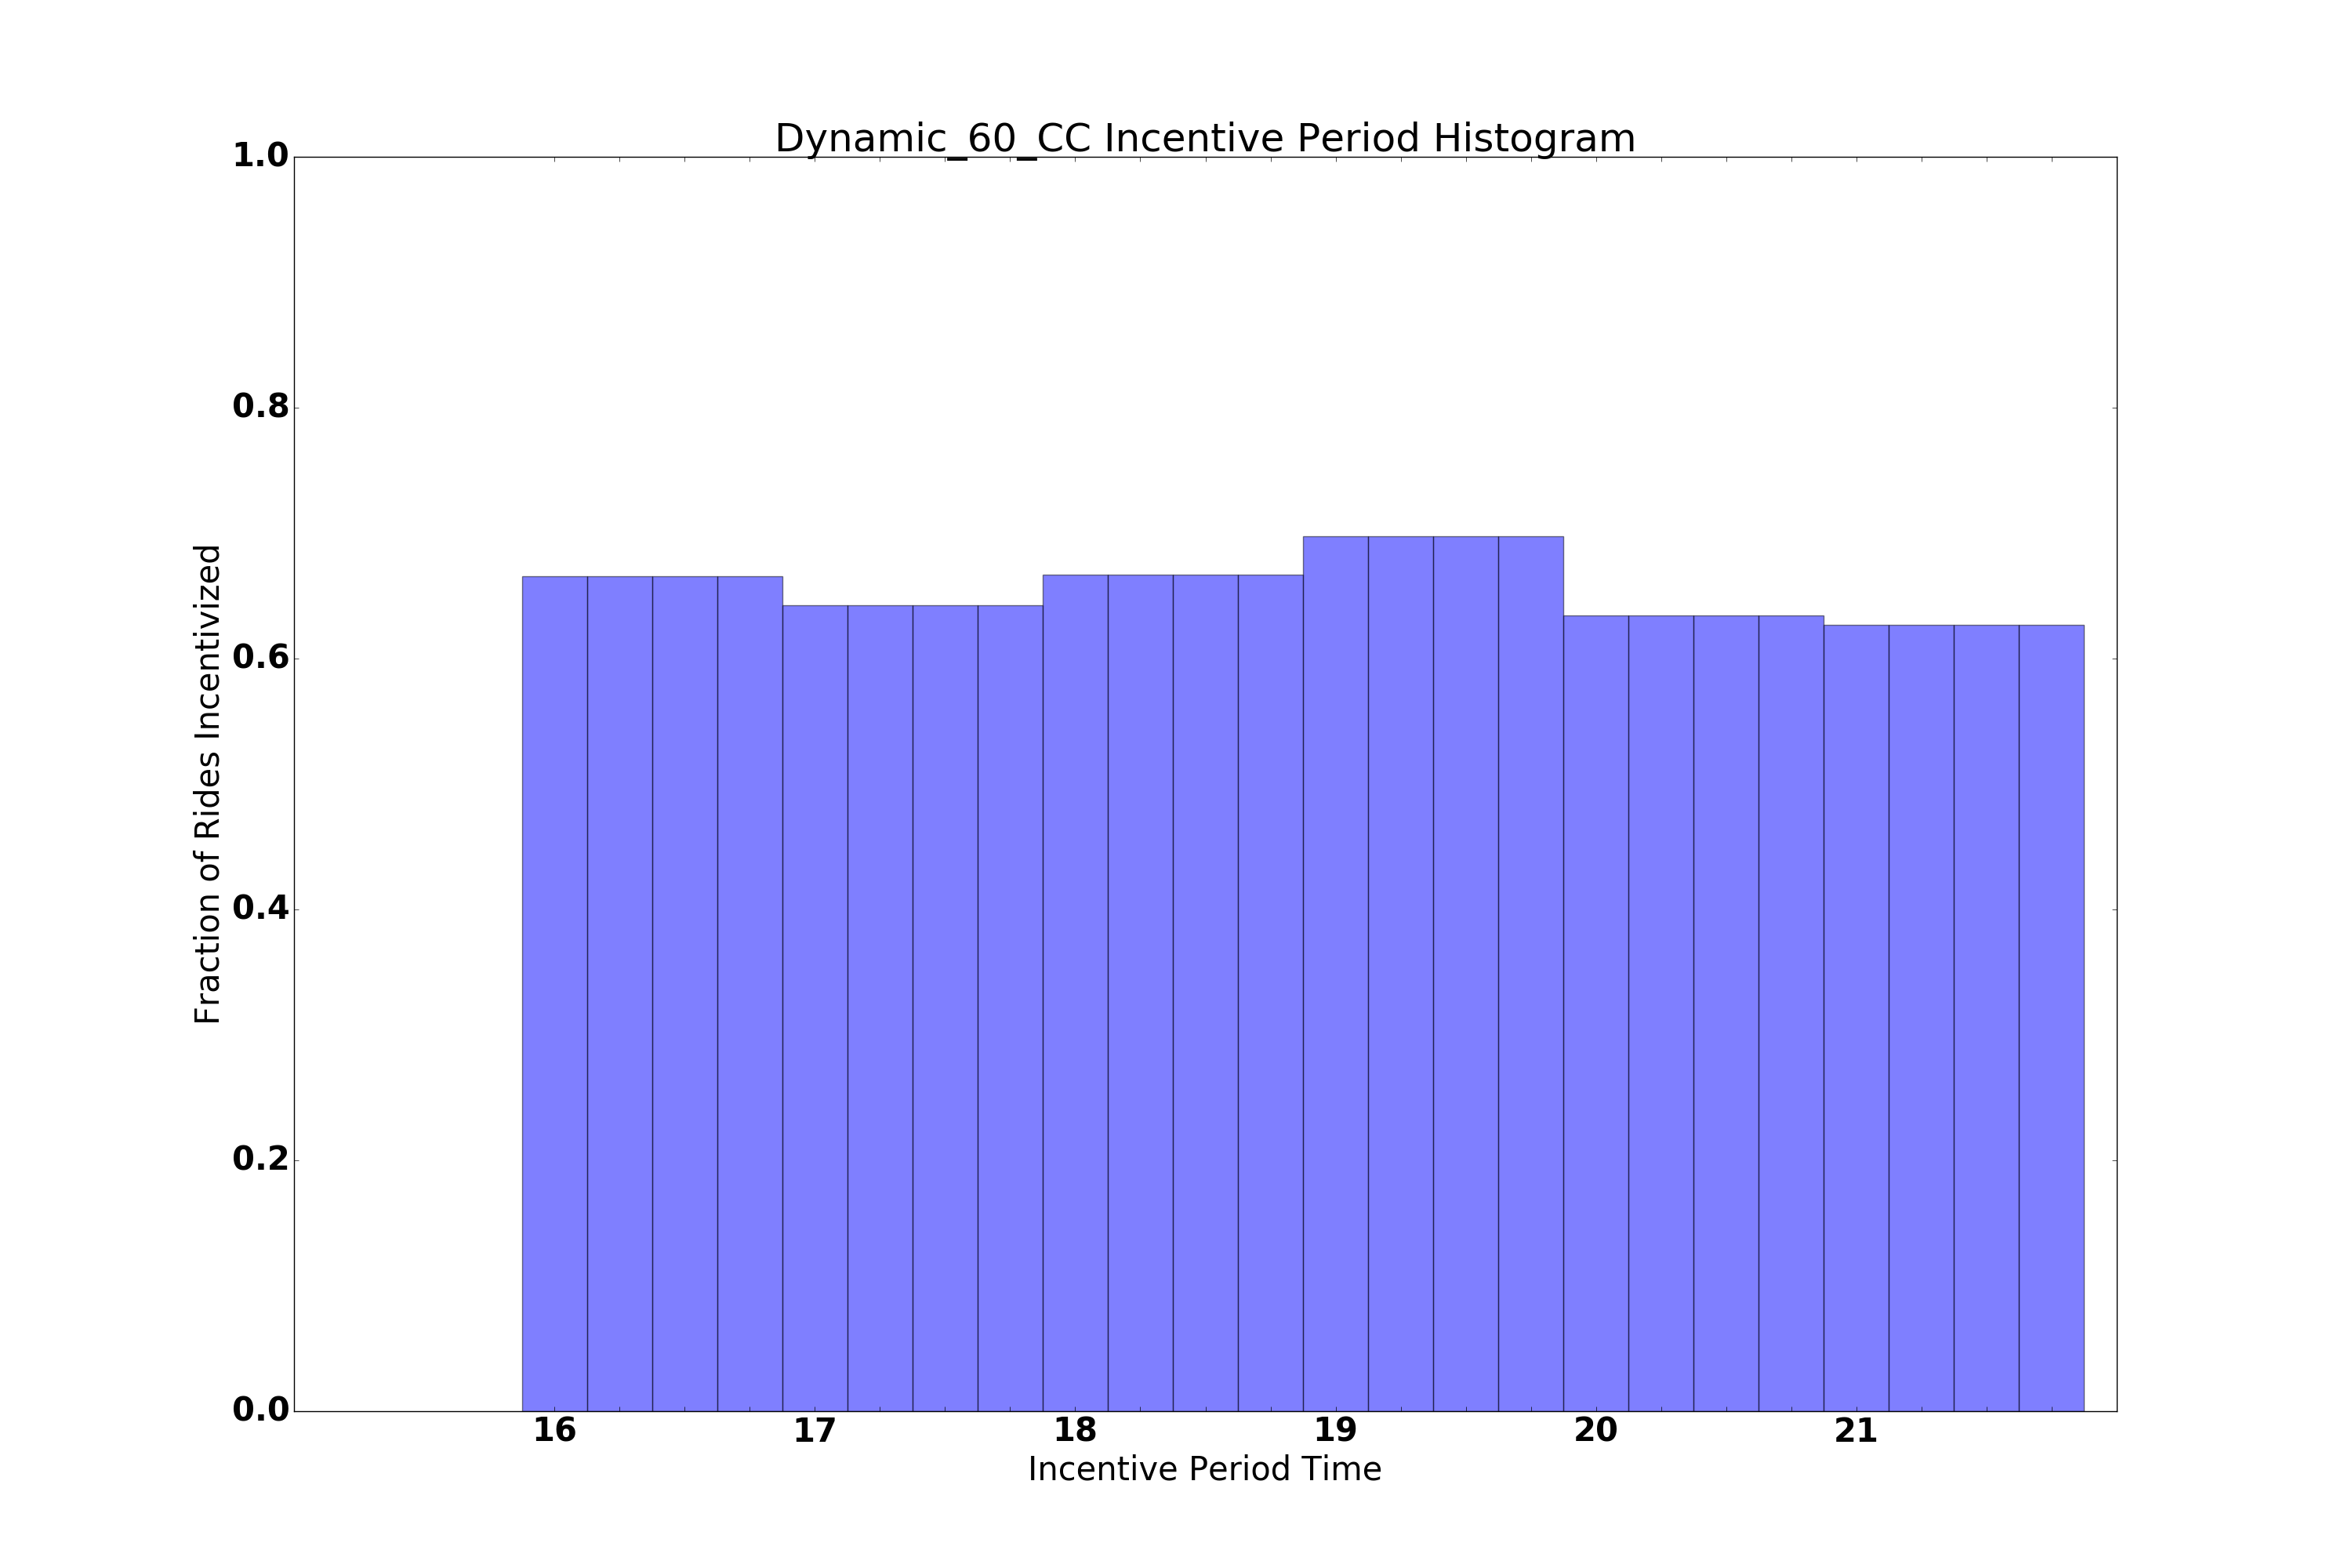 Dynamic_60_CC Incentive Period Histogram
1.0
0.8
0.6
0.4
0.2
0.0
Fraction of Rides Incentivized
16 17 18 19 20 21
Incentive Period Time